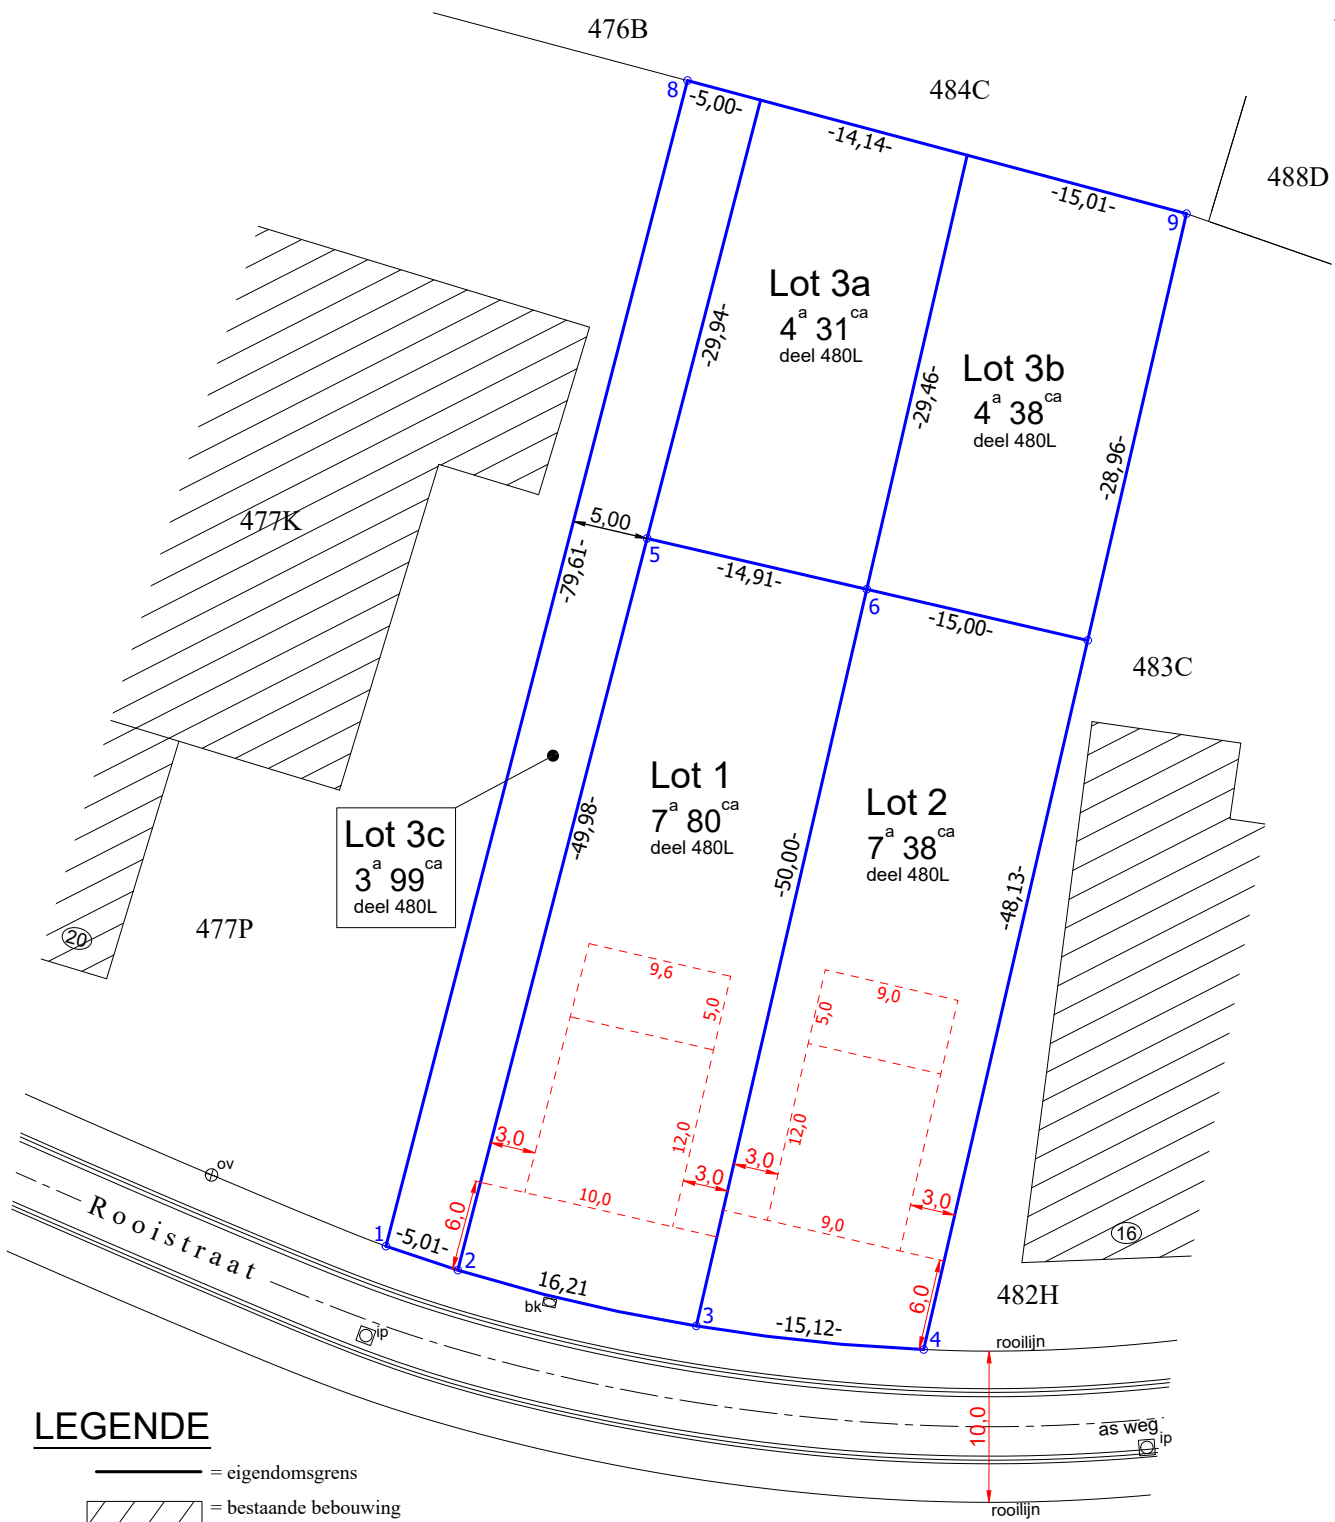 476B
484C
488D
8
-5,00-
-14,14-
-15,01-
9
Lot 3a
4a 31ca
deel 480L
-29,94-
Lot 3b
4a 38ca
deel 480L
-29,46-
-28,96-
477K
5,00
5
-79,61-
-14,91-
6
-15,00-
483C
Lot 1
7a 80ca
deel 480L
Lot 2
7a 38ca
deel 480L
-49,98-
-50,00-
-48,13-
Lot 3c
3a 99ca
deel 480L
477P
20
9,6
5,0
9,0
5,0
12,0
12,0
3,0
3,0
3,0
3,0
10,0
9,0
6,0
6,0
ov
Rooistraat
1
-5,01-
2
16,21
bk
3
-15,12-
4
16
482H
rooilijn
ip
10,0
as weg
ip
rooilijn
LEGENDE
= eigendomsgrens
= bestaande bebouwing